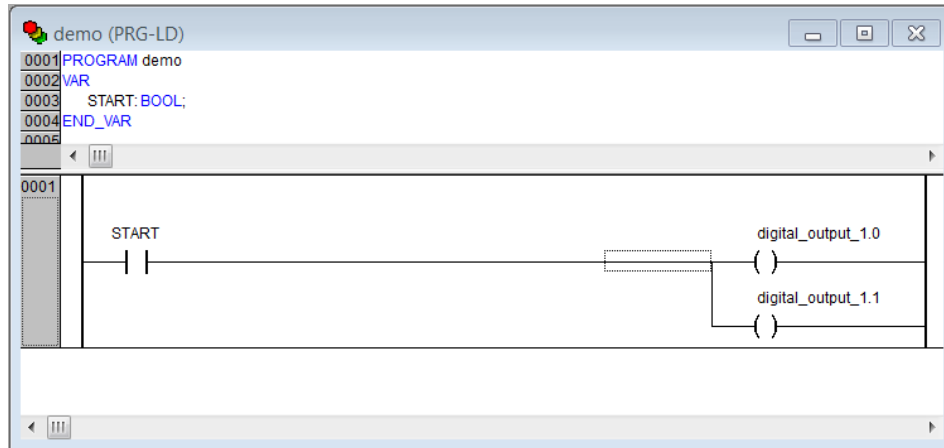 demo (PRG-LD)
0001 PROGRAM demo
0002 VAR
0003 START: BOOL;
0004 END_VAR
0005
0001
START
digital_output_1.0
digital_output_1.1